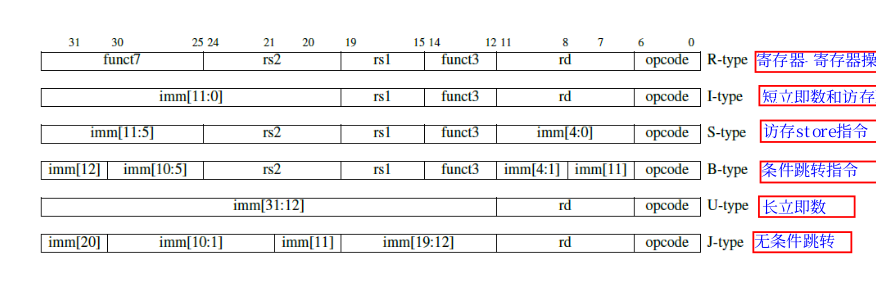 31 30 25 24 21 20 19 15 14 12 11 8 7 6 0
funct7 rs2 rs1 funct3 rd opcode R-type 寄存器-寄存器操
imm[11:0] rs1 funct3 rd opcode I-type 短立即数和访存
imm[11:5] rs2 rs1 funct3 imm[4:0] opcode S-type 访存store指令
imm[12] imm[10:5] rs2 rs1 funct3 imm[4:1] imm[11] opcode B-type 条件跳转指令
imm[31:12] rd opcode U-type 长立即数
imm[20] imm[10:1] imm[11] imm[19:12] rd opcode J-type 无条件跳转